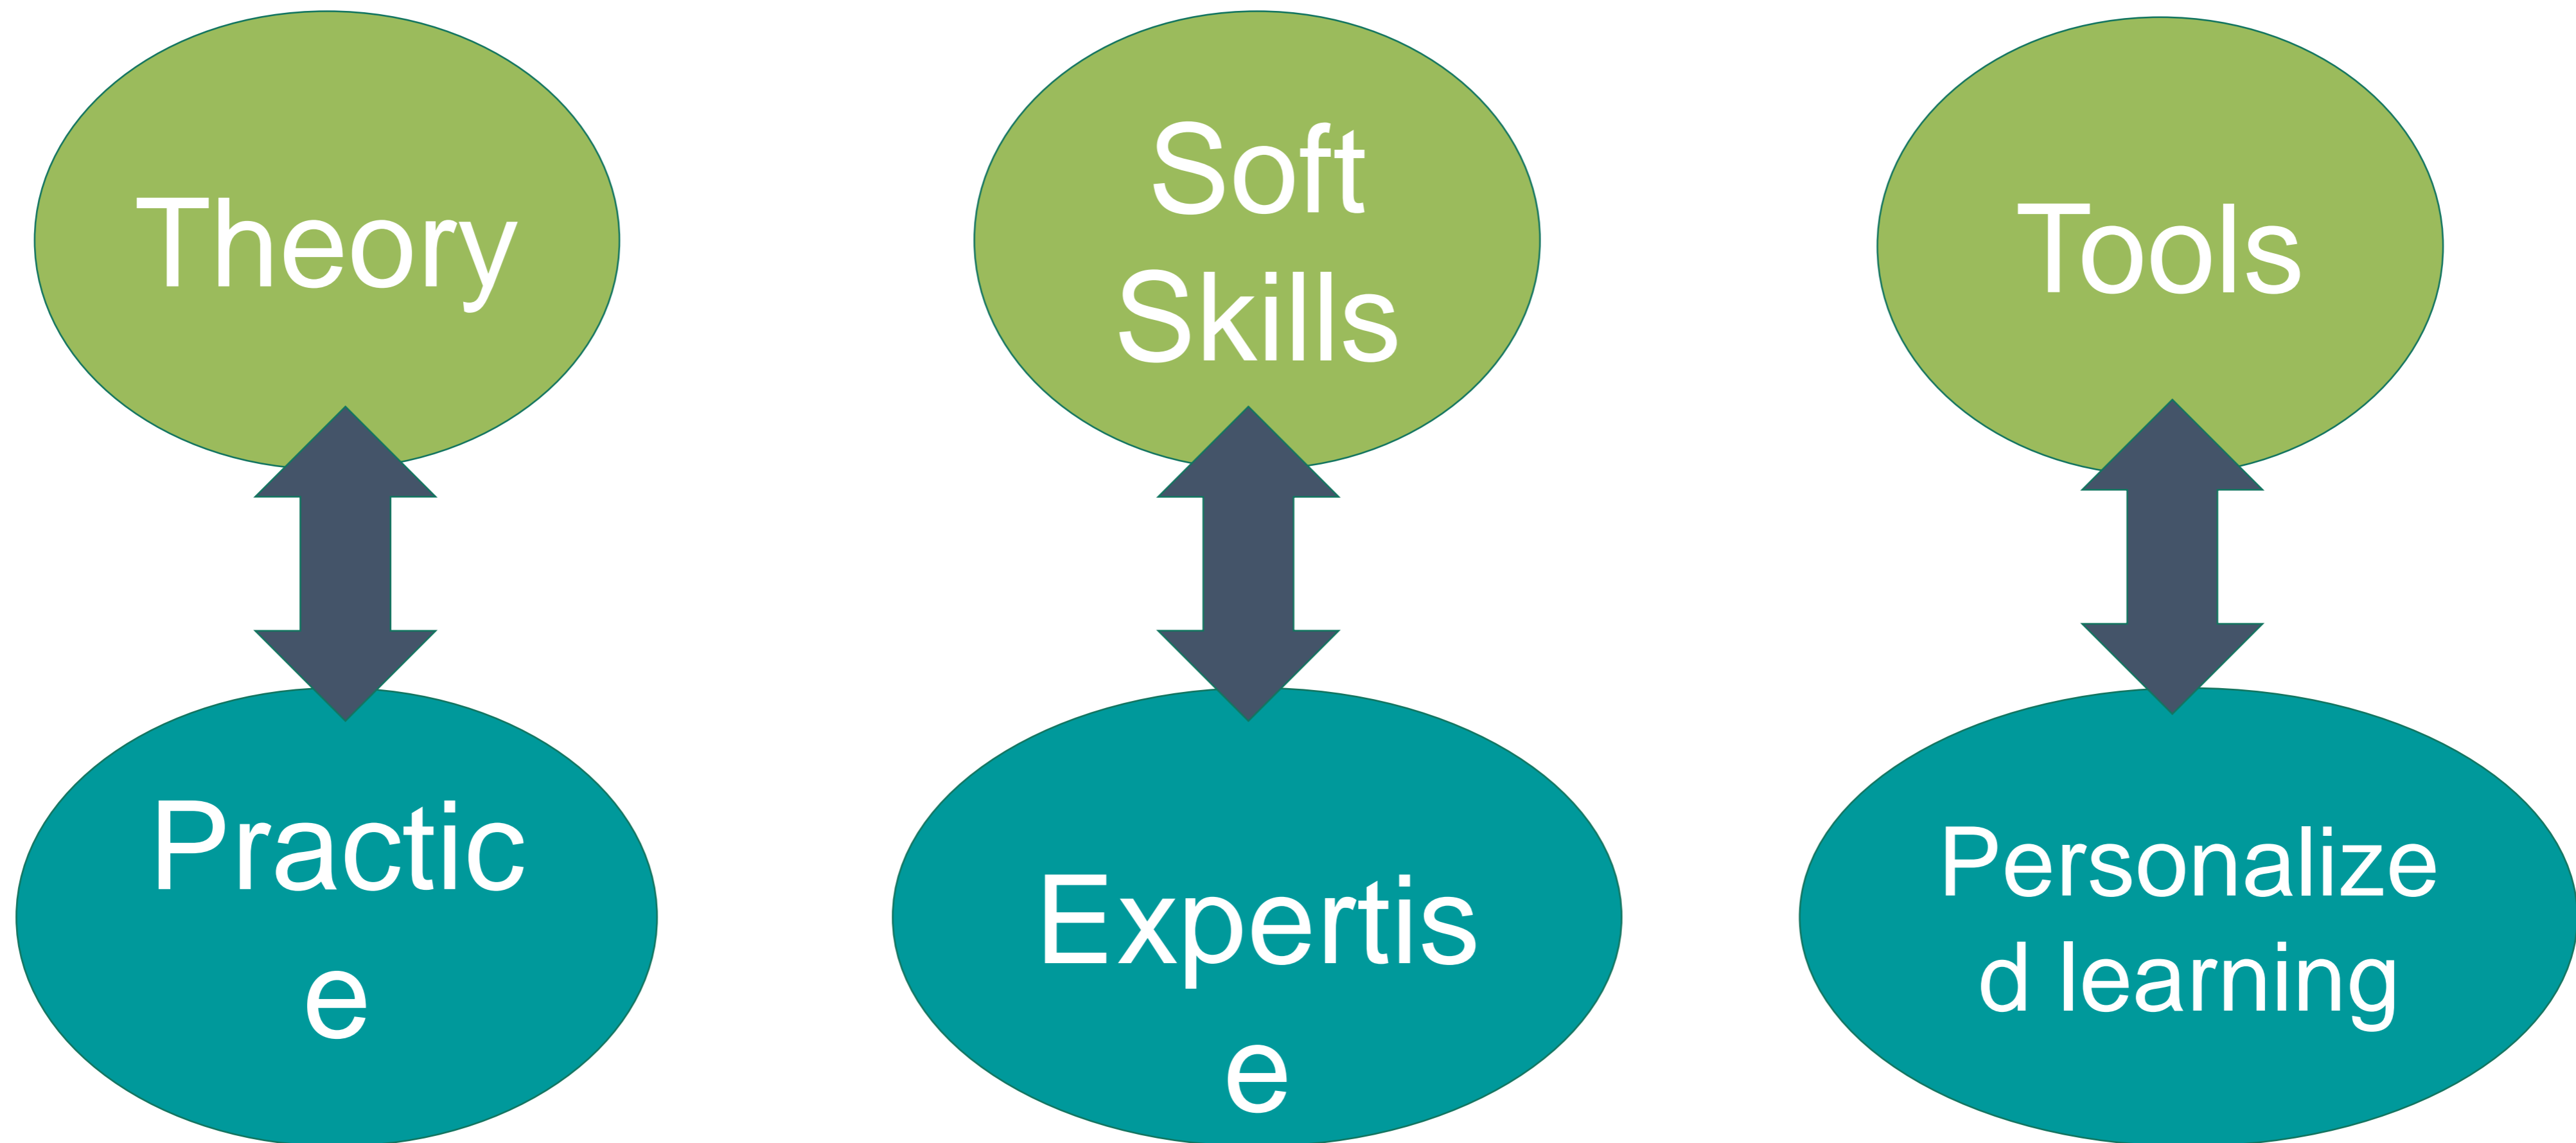 Theory
Soft
Skills
Tools
Practic
e
Expertis
e
Personalize
d learning